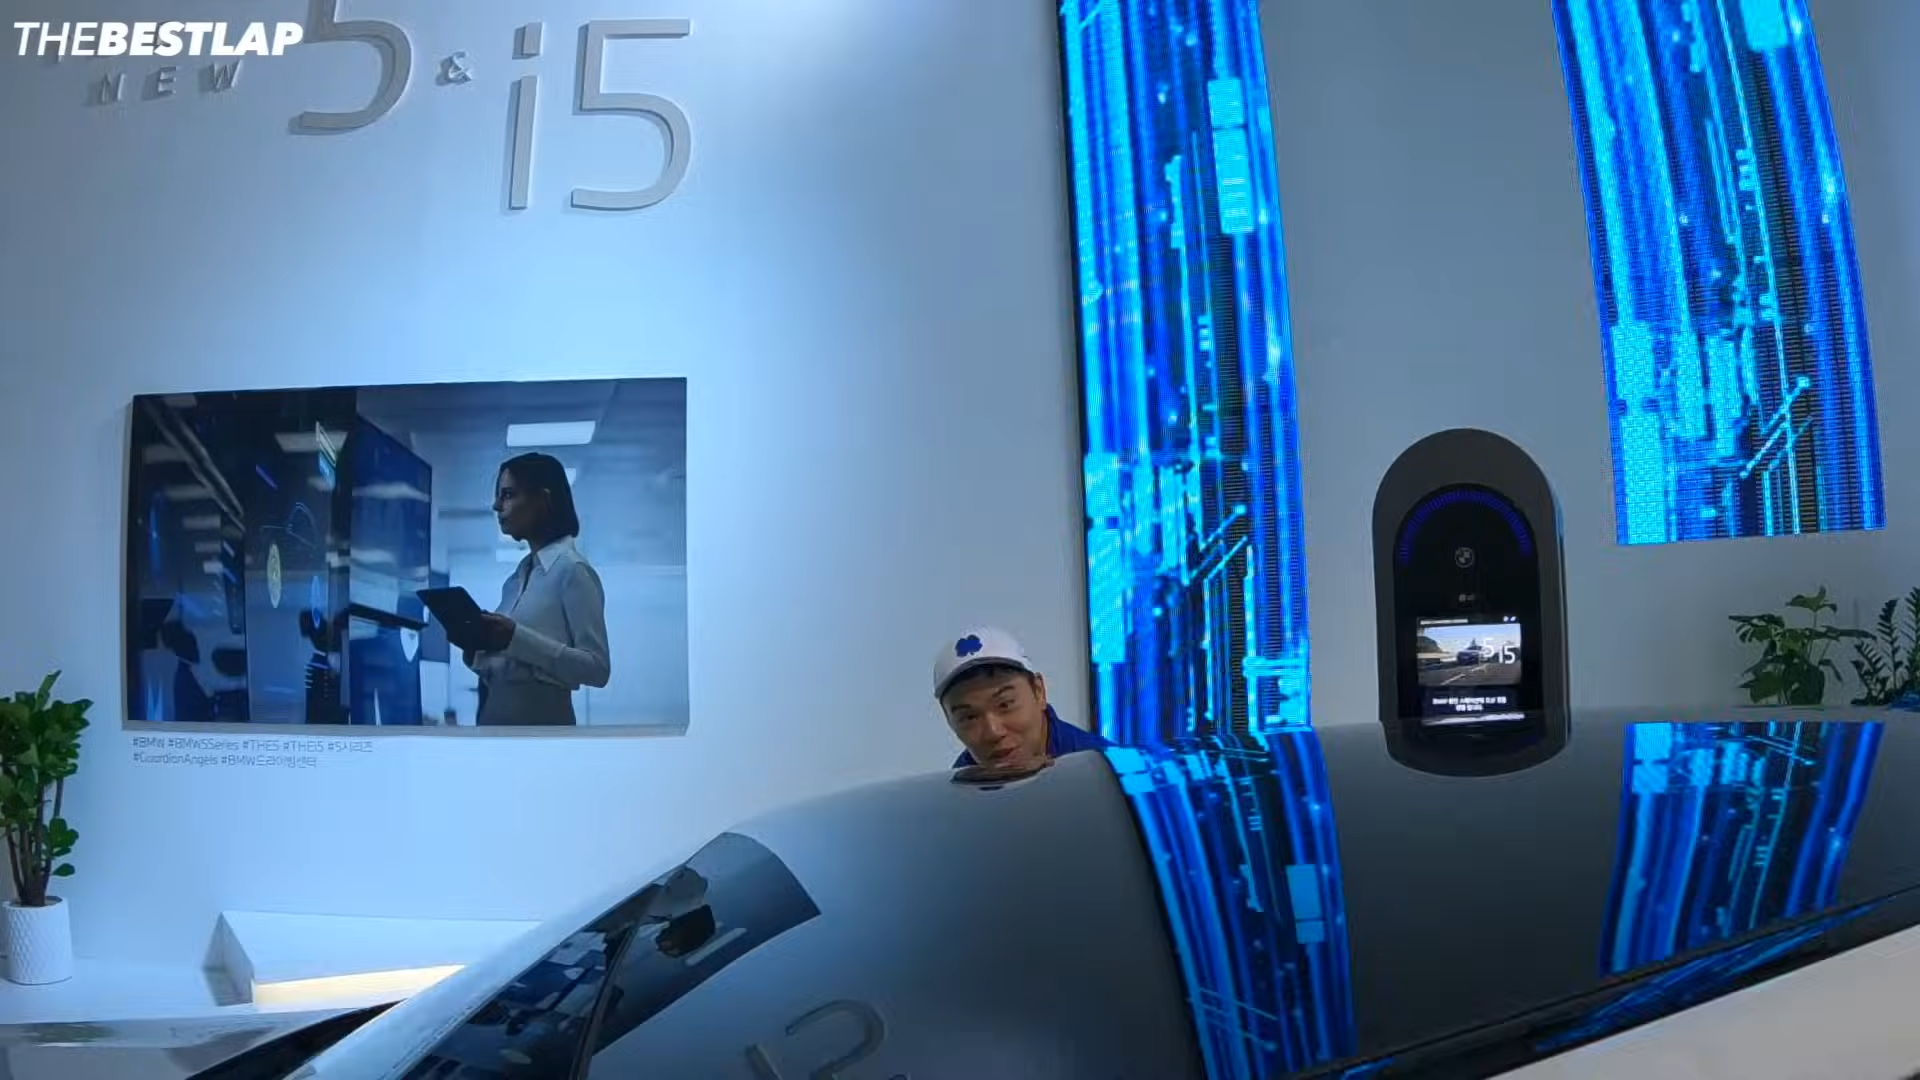 THEBESTLAP
NEW 5 & i5
#BMW #BMW5Series #THE5 #THEi5 #5시리즈
#GuardianAngels #BMW드라이빙센터
5 i5